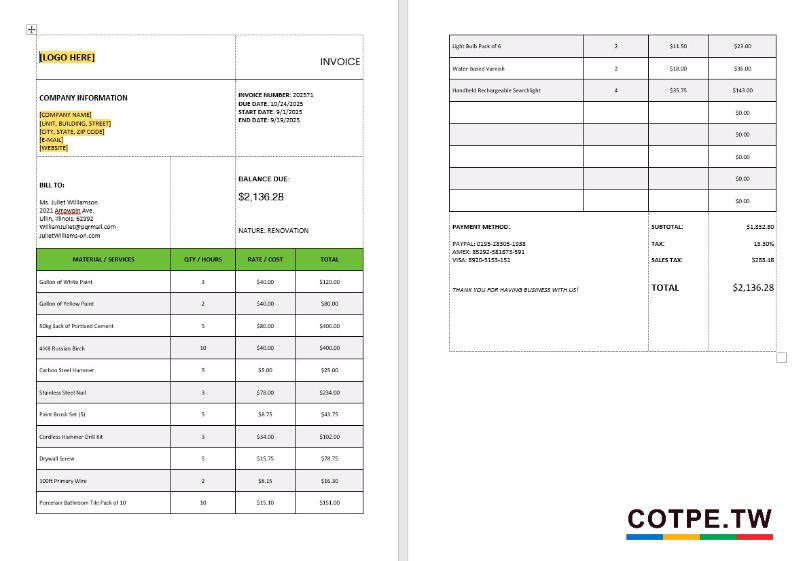 [LOGO HERE]
INVOICE
COMPANY INFORMATION
[COMPANY NAME]
[UNIT, BUILDING, STREET]
[CITY, STATE, ZIP CODE]
[E-MAIL]
[WEBSITE]
INVOICE NUMBER: 202571
DUE DATE: 10/24/2025
START DATE: 9/1/2025
END DATE: 9/19/2025
BILL TO:
Ms. Juliet Williamson
2021 Arrowpin Ave.
Ullin, Illinois, 62992
WilliamJuliet@pqrmail.com
JulietWilliams-on.com
BALANCE DUE:
$2,136.28
NATURE: RENOVATION
MATERIAL / SERVICES QTY / HOURS RATE / COST TOTAL
Gallon of White Paint 3 $40.00 $120.00
Gallon of Yellow Paint 2 $40.00 $80.00
50kg Sack of Portland Cement 5 $80.00 $400.00
4×8 Russian Birch 10 $40.00 $400.00
Carbon Steel Hammer 5 $5.00 $25.00
Stainless Steel Nail 3 $78.00 $234.00
Paint Brush Set (5) 5 $8.75 $43.75
Cordless Hammer Drill Kit 3 $34.00 $102.00
Drywall Screw 5 $15.75 $78.75
100ft Primary Wire 2 $8.15 $16.30
Porcelain Bathroom Tile Pack of 10 10 $15.10 $151.00
Light Bulb Pack of 6 2 $11.50 $23.00
Water-based Varnish 2 $18.00 $36.00
Handheld Rechargeable Searchlight 4 $35.75 $143.00
$0.00
$0.00
$0.00
$0.00
$0.00
PAYMENT METHOD:
PAYPAL: 0195-28305-1938
AMEX: 85292-581873-591
VISA: 8920-5153-151
THANK YOU FOR HAVING BUSINESS WITH US!
SUBTOTAL: $1,852.80
TAX: 15.30%
SALES TAX: $283.48
TOTAL $2,136.28
COTPE.TW